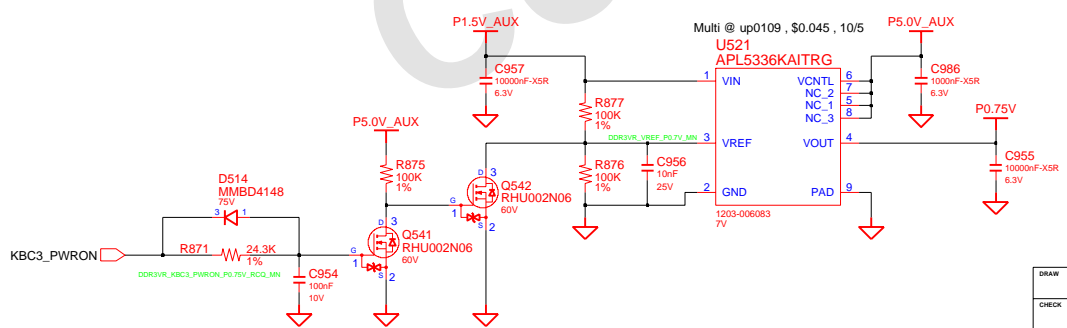 P1.5V_AUX
Multi @ up0109 , $0.045 , 10/5
P5.0V_AUX
U521
APL5336KAITRG
C957
10000nF-X5R
6.3V
1
VIN
VCNTL
6
NC_2
7
NC_1
5
NC_3
8
C986
10000nF-X5R
6.3V
R877
100K
1%
P0.75V
P5.0V_AUX
DDR3VR_VREF_P0.7V_MN
3
VREF
VOUT
4
R875
100K
1%
D
3
Q542
RHU002N06
60V
G
1
S
2
R876
100K
1%
C956
10nF
25V
2
GND
PAD
9
C955
10000nF-X5R
6.3V
1203-006083
7V
D514
MMBD4148
75V
3
1
D
3
Q541
RHU002N06
60V
G
1
S
2
KBC3_PWRON
R871
24.3K
1%
DDR3VR_KBC3_PWRON_P0.75V_RCQ_MN
C954
100nF
10V
DRAW
CHECK